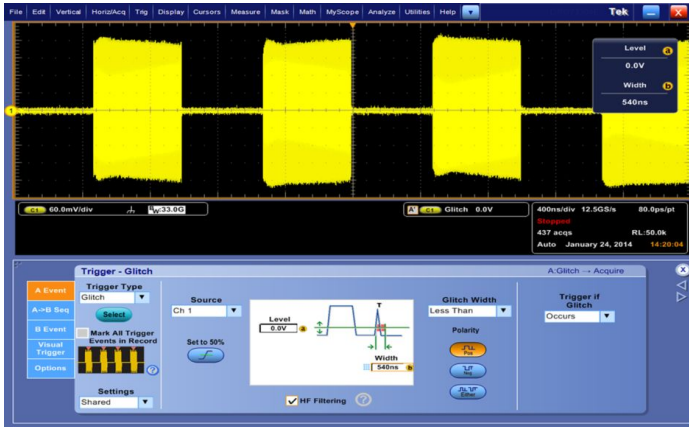 File Edit Vertical Horiz/Acq Trig Display Cursors Measure Mask Math MyScope Analyze Utilities Help Tek X
Level a
0.0V
Width b
540ns
1
C1 60.0mV/div BW:33.0G
A' C1 Glitch 0.0V
400ns/div 12.5GS/s 80.0ps/pt
Stopped
437 acqs RL:50.0k
Auto January 24, 2014 14:20:04
Trigger - Glitch A:Glitch → Acquire X
A Event
A->B Seq
B Event
Visual
Trigger
Options
Trigger Type
Glitch
Select
Mark All Trigger
Events in Record
?
Settings
Shared
Source
Ch 1
Set to 50%
Level
0.0V a
T
Width
540ns b
HF Filtering ?
Glitch Width
Less Than
Polarity
Pos
Neg
Either
Trigger if
Glitch
Occurs